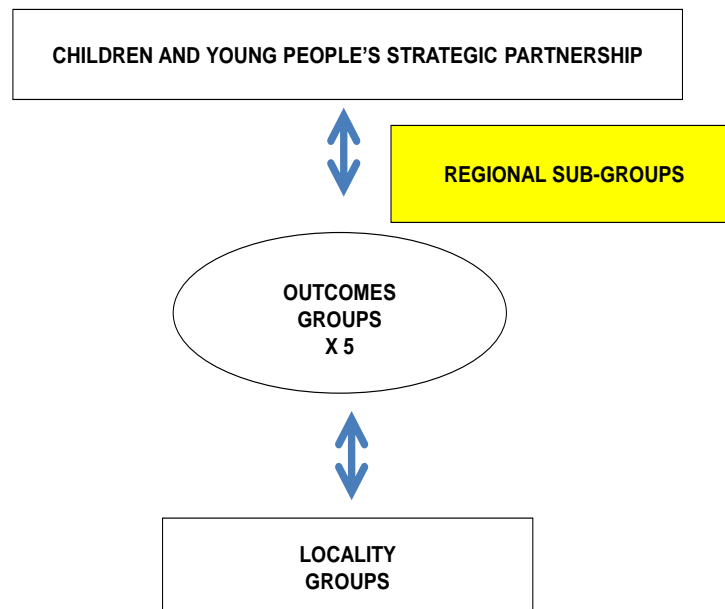 CHILDREN AND YOUNG PEOPLE’S STRATEGIC PARTNERSHIP
REGIONAL SUB-GROUPS
OUTCOMES
GROUPS
X 5
LOCALITY
GROUPS